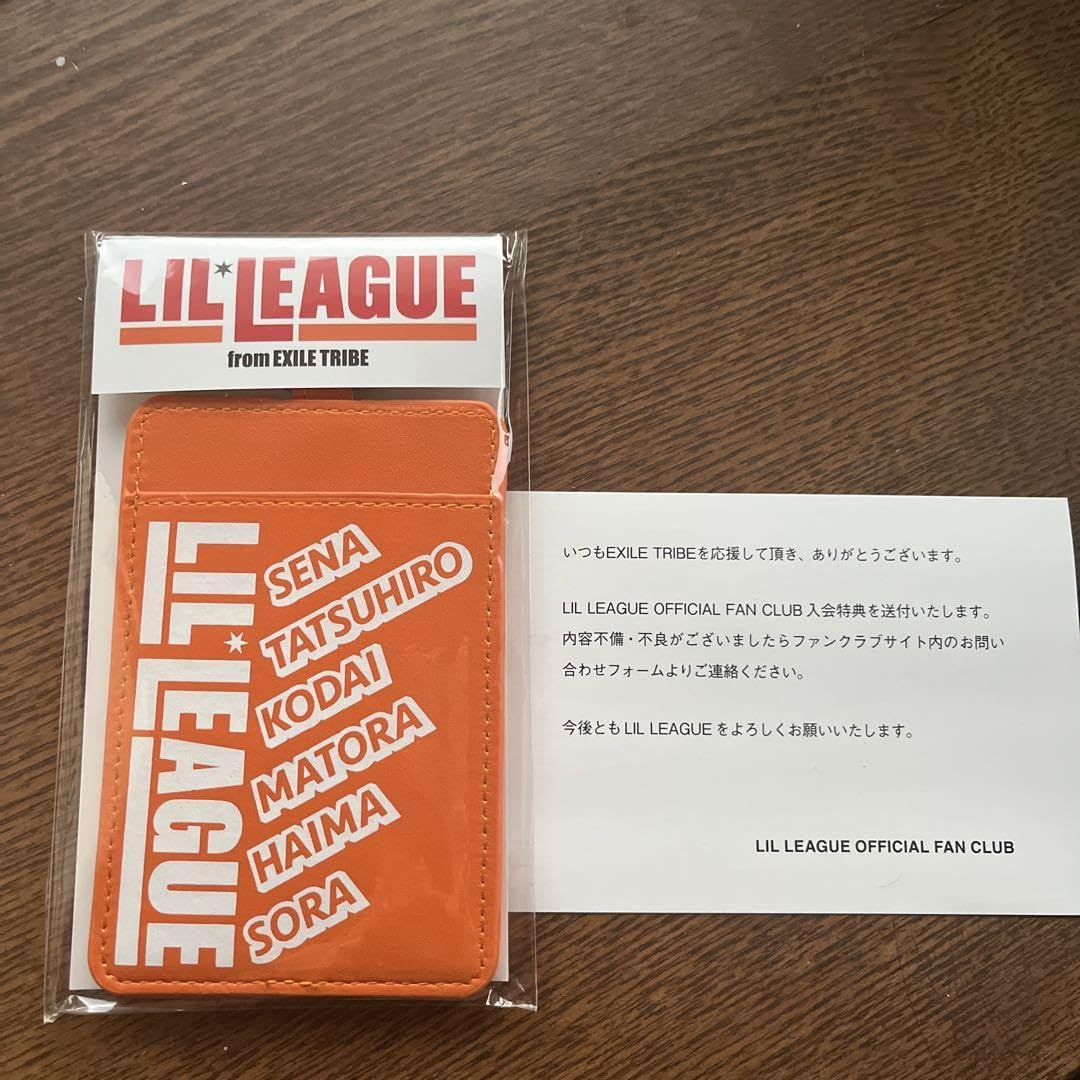 LIL★LEAGUE
from EXILE TRIBE
LIL★LEAGUE
SENA
TATSUHIRO
KODAI
MATORA
HAIMA
SORA
いつもEXILE TRIBEを応援して頂き、ありがとうございます。
LIL LEAGUE OFFICIAL FAN CLUB 入会特典を送付いたします。
内容不備・不良がございましたらファンクラブサイト内のお問い
合わせフォームよりご連絡ください。
今後ともLIL LEAGUEをよろしくお願いいたします。
LIL LEAGUE OFFICIAL FAN CLUB